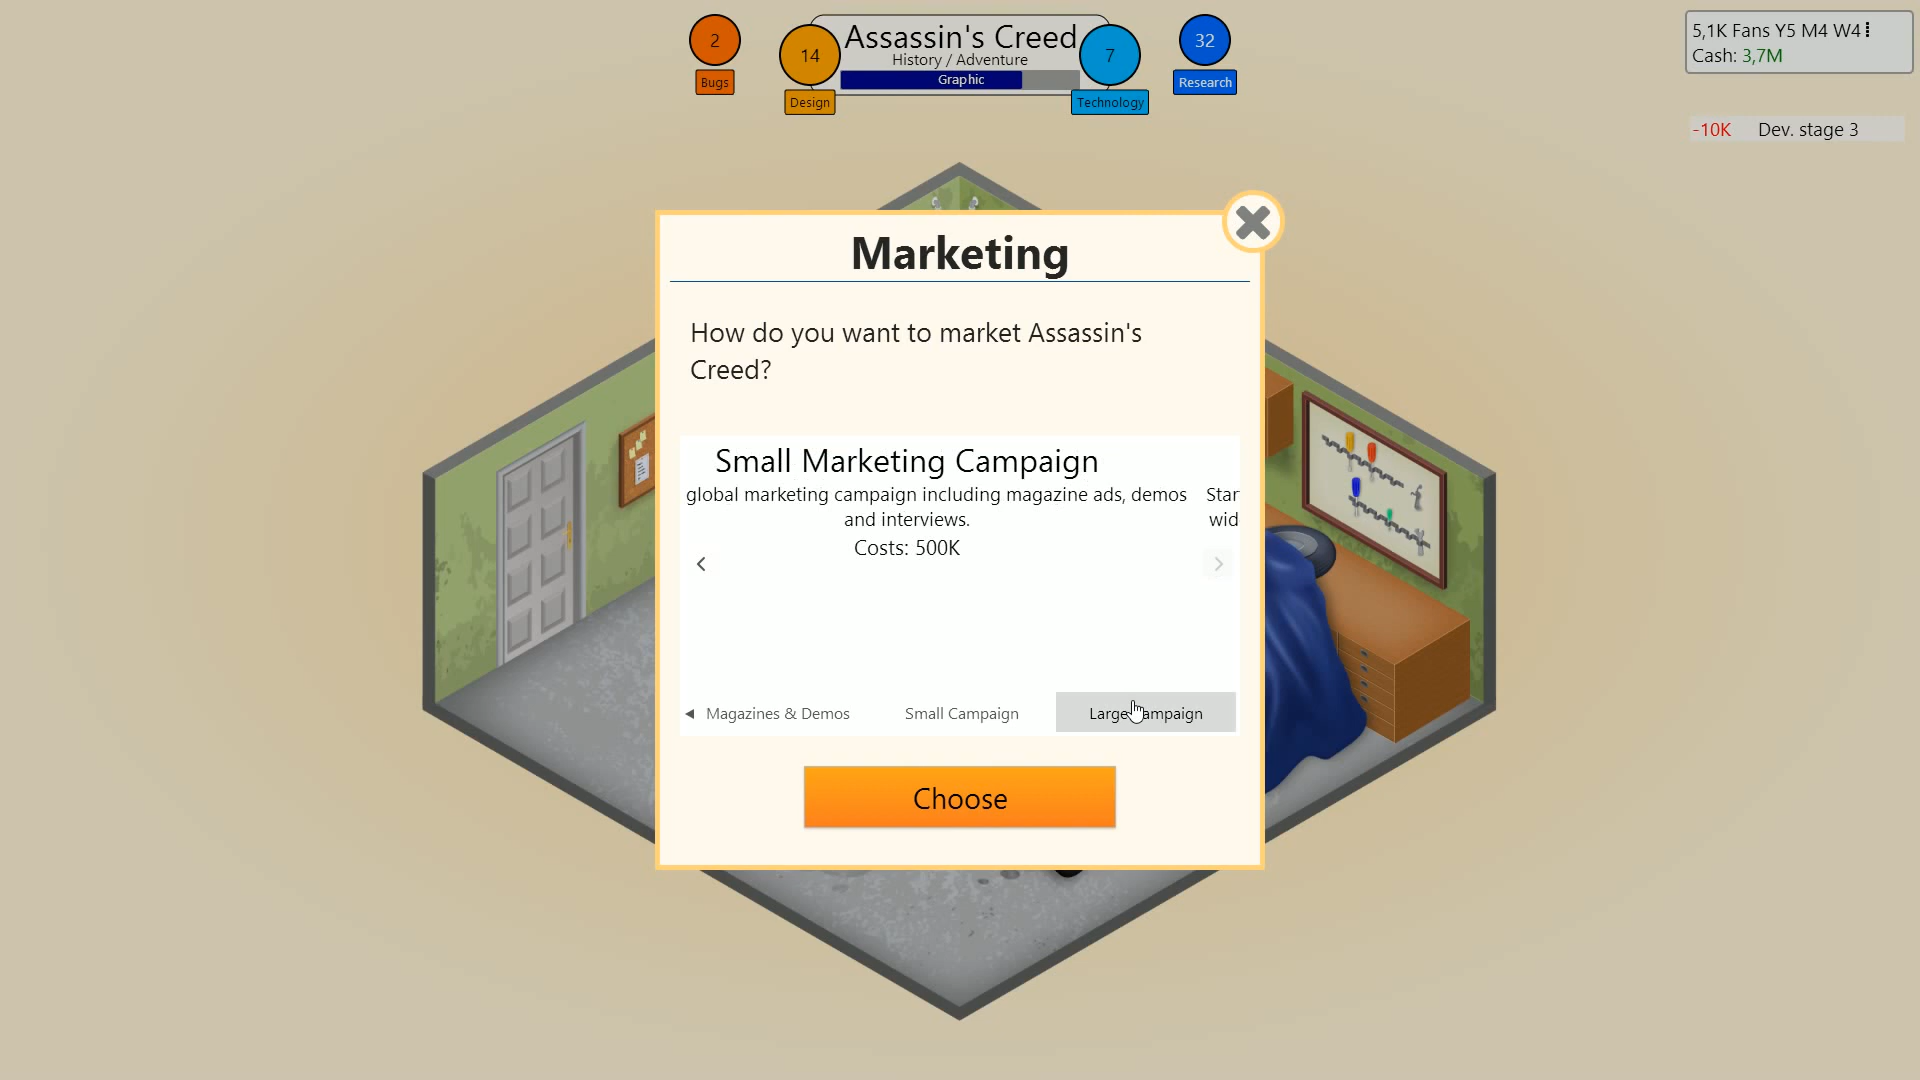 2
Bugs
14
Design
Assassin's Creed
History / Adventure
Graphic
7
Technology
32
Research
5,1K Fans Y5 M4 W4
Cash: 3,7M
-10K Dev. stage 3
Marketing
How do you want to market Assassin's
Creed?
Small Marketing Campaign
global marketing campaign including magazine ads, demos
and interviews.
Costs: 500K
Star
wid
Magazines & Demos
Small Campaign
Large Campaign
Choose